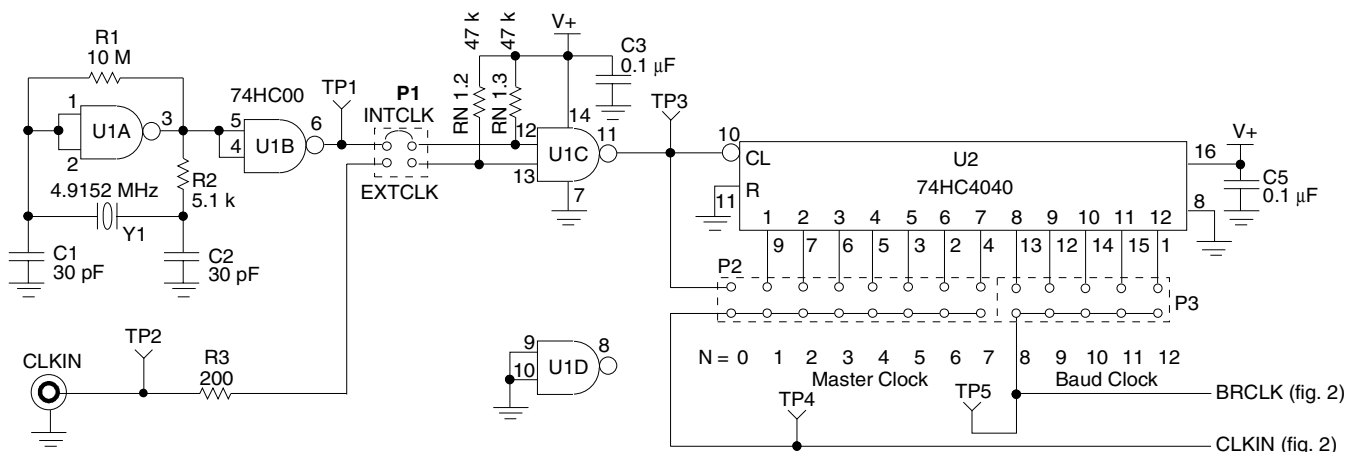 R1
10 M
1
2
3
U1A
74HC00
5
4
6
U1B
R2
5.1 k
4.9152 MHz
Y1
C1
30 pF
C2
30 pF
TP1
P1
INTCLK
EXTCLK
47 k
47 k
RN 1.2
RN 1.3
V+
C3
0.1 µF
14
12
13
11
U1C
7
TP3
10
CL
R
11
U2
74HC4040
16
8
V+
C5
0.1 µF
1 2 3 4 5 6 7 8 9 10 11 12
9 7 6 5 3 2 4 13 12 14 15 1
P2
P3
N = 0 1 2 3 4 5 6 7 8 9 10 11 12
Master Clock
Baud Clock
CLKIN
TP2
R3
200
9
10
8
U1D
TP4
TP5
BRCLK (fig. 2)
CLKIN (fig. 2)